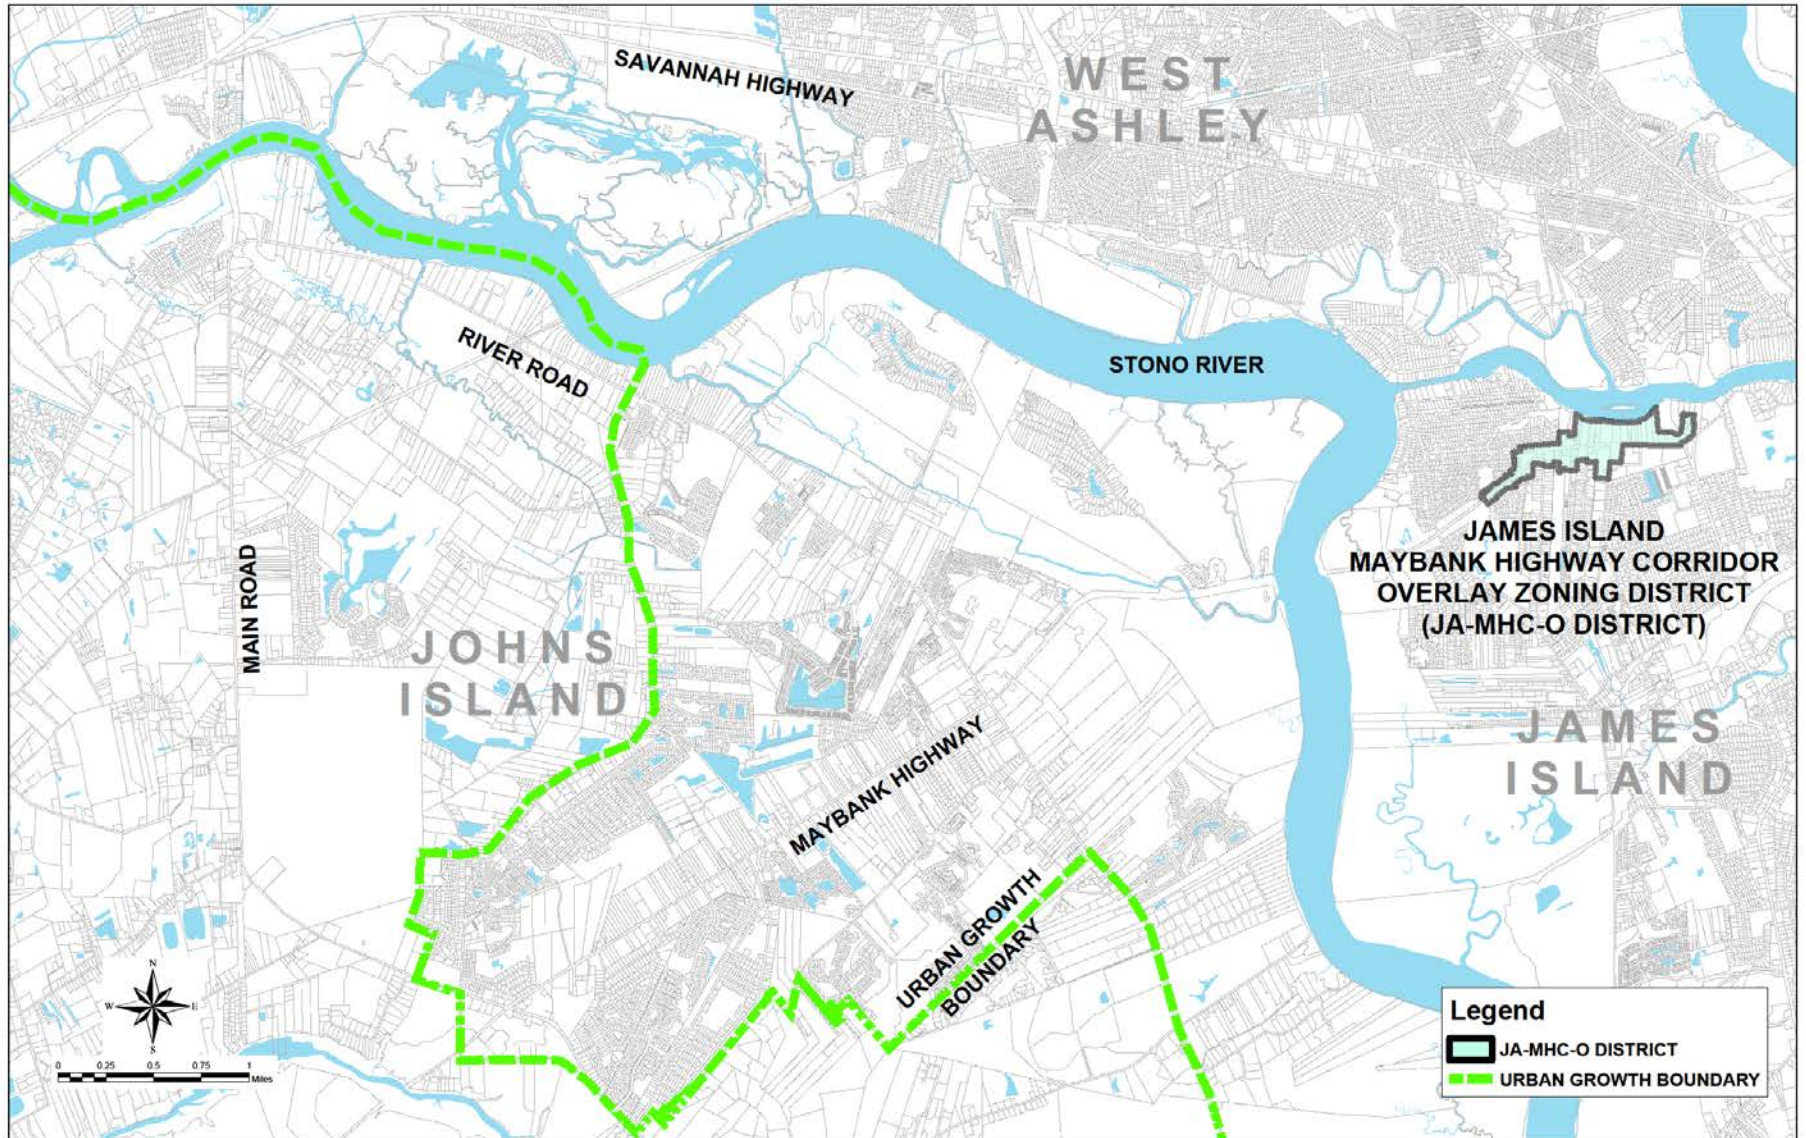 SAVANNAH HIGHWAY
WEST
ASHLEY
RIVER ROAD
STONO RIVER
MAIN ROAD
JOHNS
ISLAND
JAMES ISLAND
MAYBANK HIGHWAY CORRIDOR
OVERLAY ZONING DISTRICT
(JA-MHC-O DISTRICT)
JAMES
ISLAND
MAYBANK HIGHWAY
URBAN GROWTH
BOUNDARY
N
W
E
S
0 0.25 0.5 0.75 1
Miles
Legend
JA-MHC-O DISTRICT
URBAN GROWTH BOUNDARY